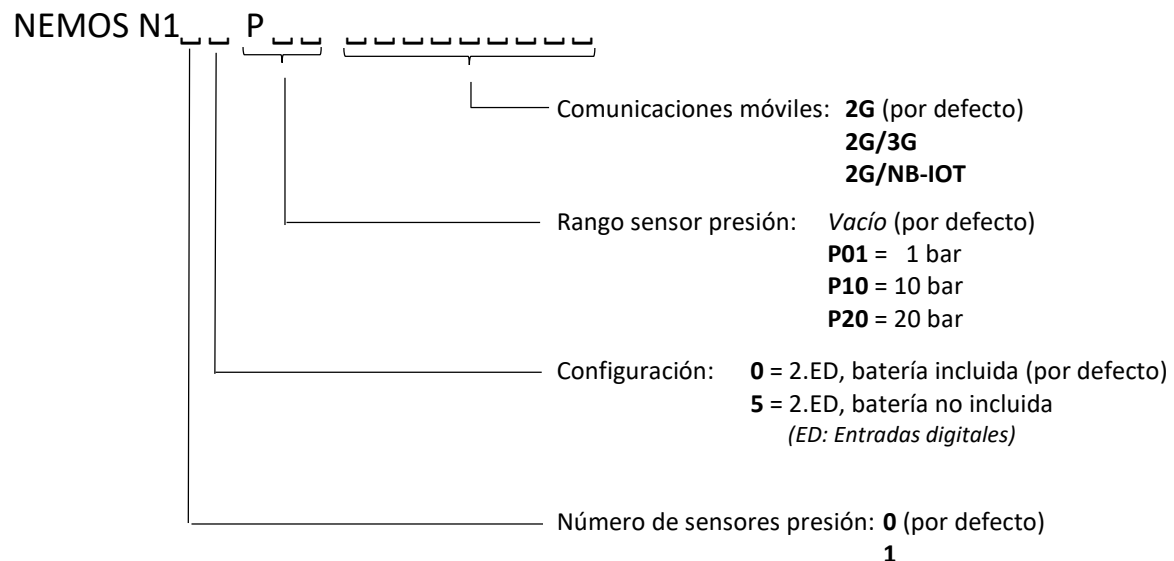 NEMOS N1_ _ P_ _ _ _ _ _ _ _ _ _ _
Comunicaciones móviles: 2G (por defecto)
2G/3G
2G/NB-IOT
Rango sensor presión: Vacío (por defecto)
P01 = 1 bar
P10 = 10 bar
P20 = 20 bar
Configuración: 0 = 2.ED, batería incluida (por defecto)
5 = 2.ED, batería no incluida
(ED: Entradas digitales)
Número de sensores presión: 0 (por defecto)
1